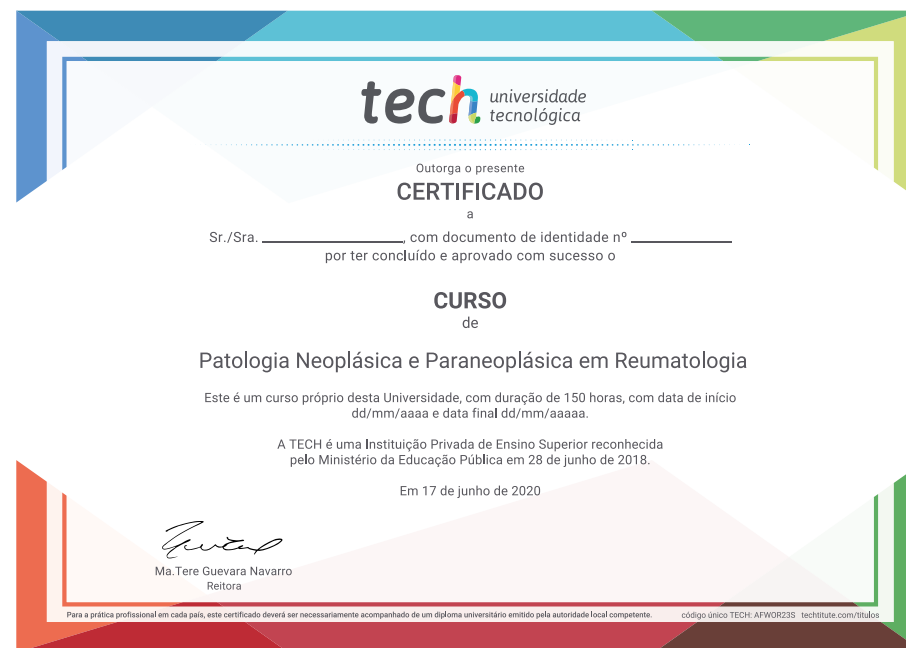 tech universidade
tecnológica
Outorga o presente
CERTIFICADO
a
Sr./Sra. ______________, com documento de identidade nº __________
por ter concluído e aprovado com sucesso o
CURSO
de
Patologia Neoplásica e Paraneoplásica em Reumatologia
Este é um curso próprio desta Universidade, com duração de 150 horas, com data de início
dd/mm/aaaa e data final dd/mm/aaaaa.
A TECH é uma Instituição Privada de Ensino Superior reconhecida
pelo Ministério da Educação Pública em 28 de junho de 2018.
Em 17 de junho de 2020
Ma.Tere Guevara Navarro
Reitora
Para a prática profissional em cada país, este certificado deverá ser necessariamente acompanhado de um diploma universitário emitido pela autoridade local competente. código único TECH: AFWOR23S techtitute.com/títulos